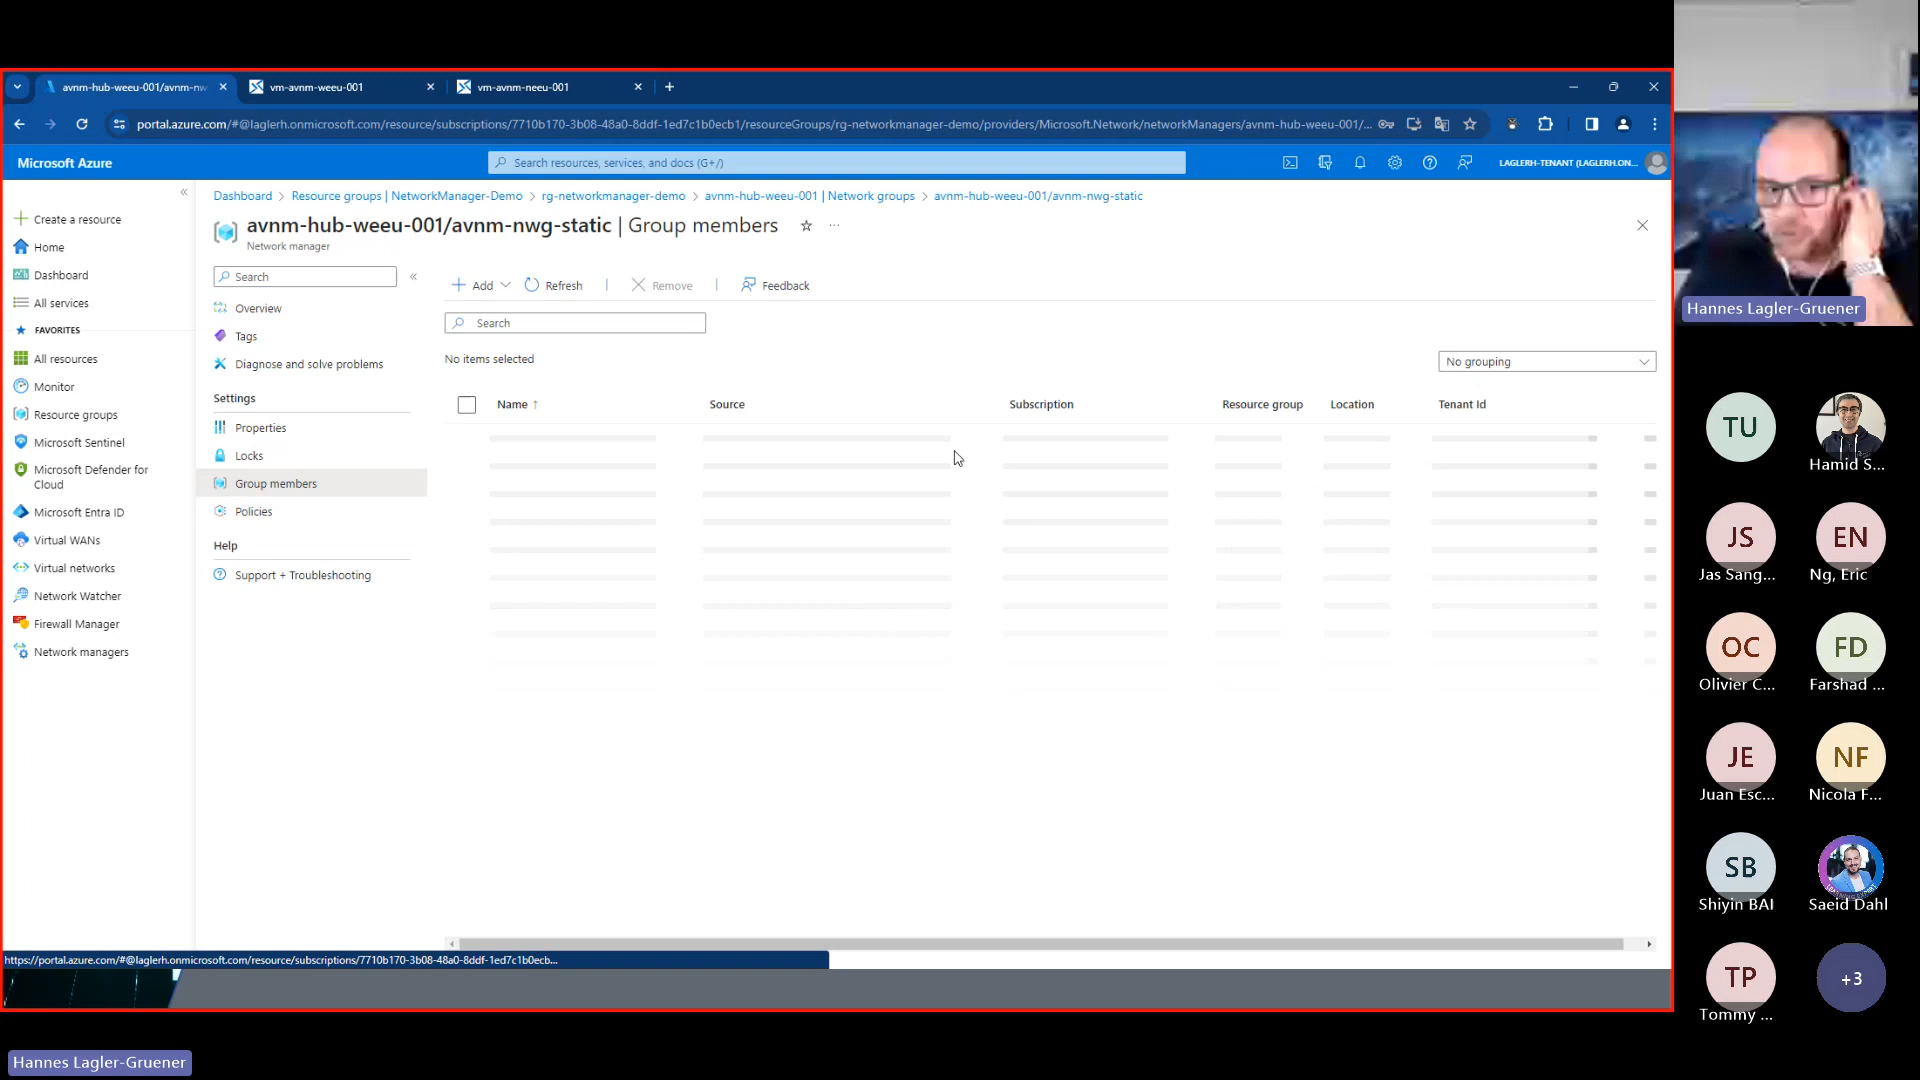 avnm-hub-weeu-001/avnm-nw
vm-avnm-weeu-001
vm-avnm-neeu-001
portal.azure.com/#@laglerh.onmicrosoft.com/resource/subscriptions/7710b170-3b08-48a0-8ddf-1ed7c1b0ecb1/resourceGroups/rg-networkmanager-demo/providers/Microsoft.Network/networkManagers/avnm-hub-weeu-001/...
Microsoft Azure
Search resources, services, and docs (G+/)
LAGLERH-TENANT (LAGLERH.ON...
Create a resource
Home
Dashboard
All services
FAVORITES
All resources
Monitor
Resource groups
Microsoft Sentinel
Microsoft Defender for
Cloud
Microsoft Entra ID
Virtual WANs
Virtual networks
Network Watcher
Firewall Manager
Network managers
Dashboard > Resource groups | NetworkManager-Demo > rg-networkmanager-demo > avnm-hub-weeu-001 | Network groups > avnm-hub-weeu-001/avnm-nwg-static
avnm-hub-weeu-001/avnm-nwg-static | Group members
Network manager
Search
Overview
Tags
Diagnose and solve problems
Settings
Properties
Locks
Group members
Policies
Help
Support + Troubleshooting
Add
Refresh
Remove
Feedback
Search
No items selected
No grouping
Name ↑
Source
Subscription
Resource group
Location
Tenant Id
https://portal.azure.com/#@laglerh.onmicrosoft.com/resource/subscriptions/7710b170-3b08-48a0-8ddf-1ed7c1b0ecb...
Hannes Lagler-Gruener
Hannes Lagler-Gruener
TU
Hamid S...
JS
Jas Sang...
EN
Ng, Eric
OC
Olivier C...
FD
Farshad ...
JE
Juan Esc...
NF
Nicola F...
SB
Shiyin BAI
Saeid Dahl
TP
Tommy ...
+3